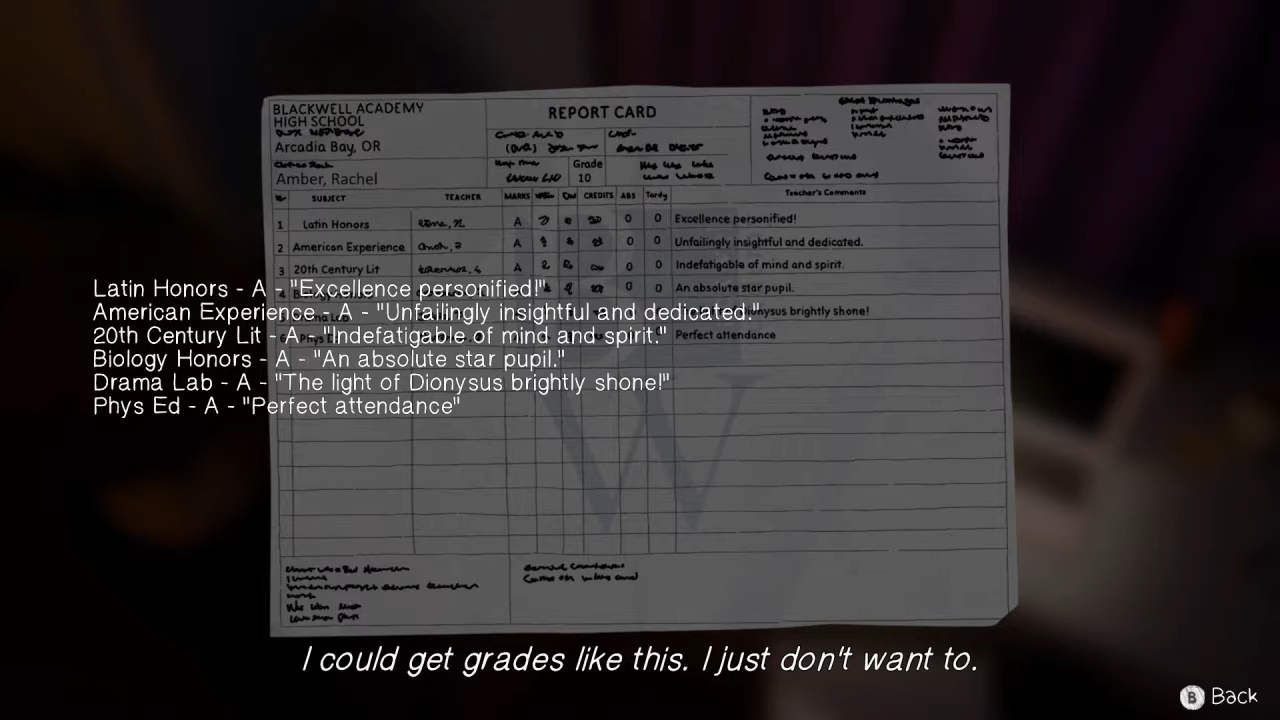 BLACKWELL ACADEMY
HIGH SCHOOL
Arcadia Bay, OR
Amber, Rachel
REPORT CARD
Grade
10
SUBJECT TEACHER MARKS CREDITS ABS Tardy Teacher's Comments
1 Latin Honors A 0 0 Excellence personified!
2 American Experience A 0 0 Unfailingly insightful and dedicated.
3 20th Century Lit A 0 0 Indefatigable of mind and spirit.
0 0 An absolute star pupil.
brightly shone!
Perfect attendance
Latin Honors - A - "Excellence personified!"
American Experience - A - "Unfailingly insightful and dedicated."
20th Century Lit - A - "Indefatigable of mind and spirit."
Biology Honors - A - "An absolute star pupil."
Drama Lab - A - "The light of Dionysus brightly shone!"
Phys Ed - A - "Perfect attendance"
W
I could get grades like this. I just don't want to.
B Back